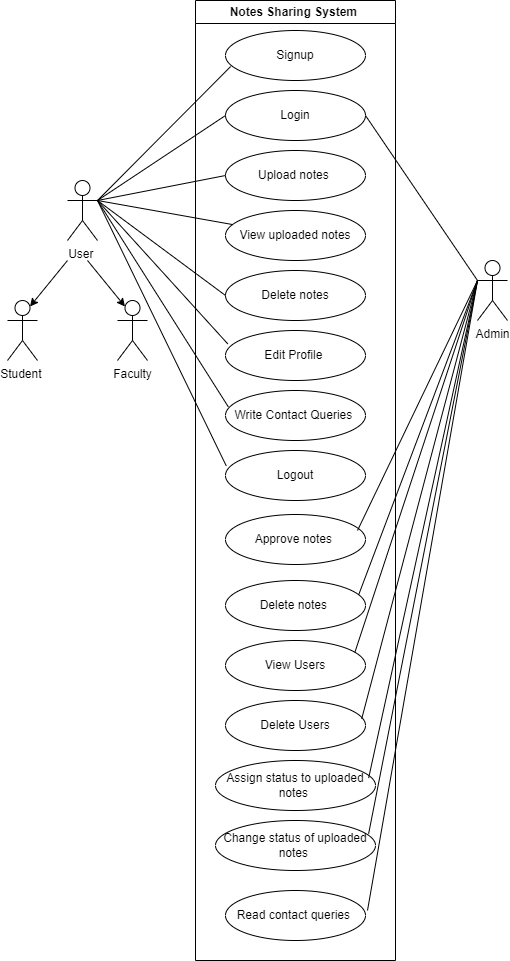 Notes Sharing System
Signup
Login
Upload notes
View uploaded notes
User
Delete notes
Admin
Edit Profile
Student
Faculty
Write Contact Queries
Logout
Approve notes
Delete notes
View Users
Delete Users
Assign status to uploaded
notes
Change status of uploaded
notes
Read contact queries